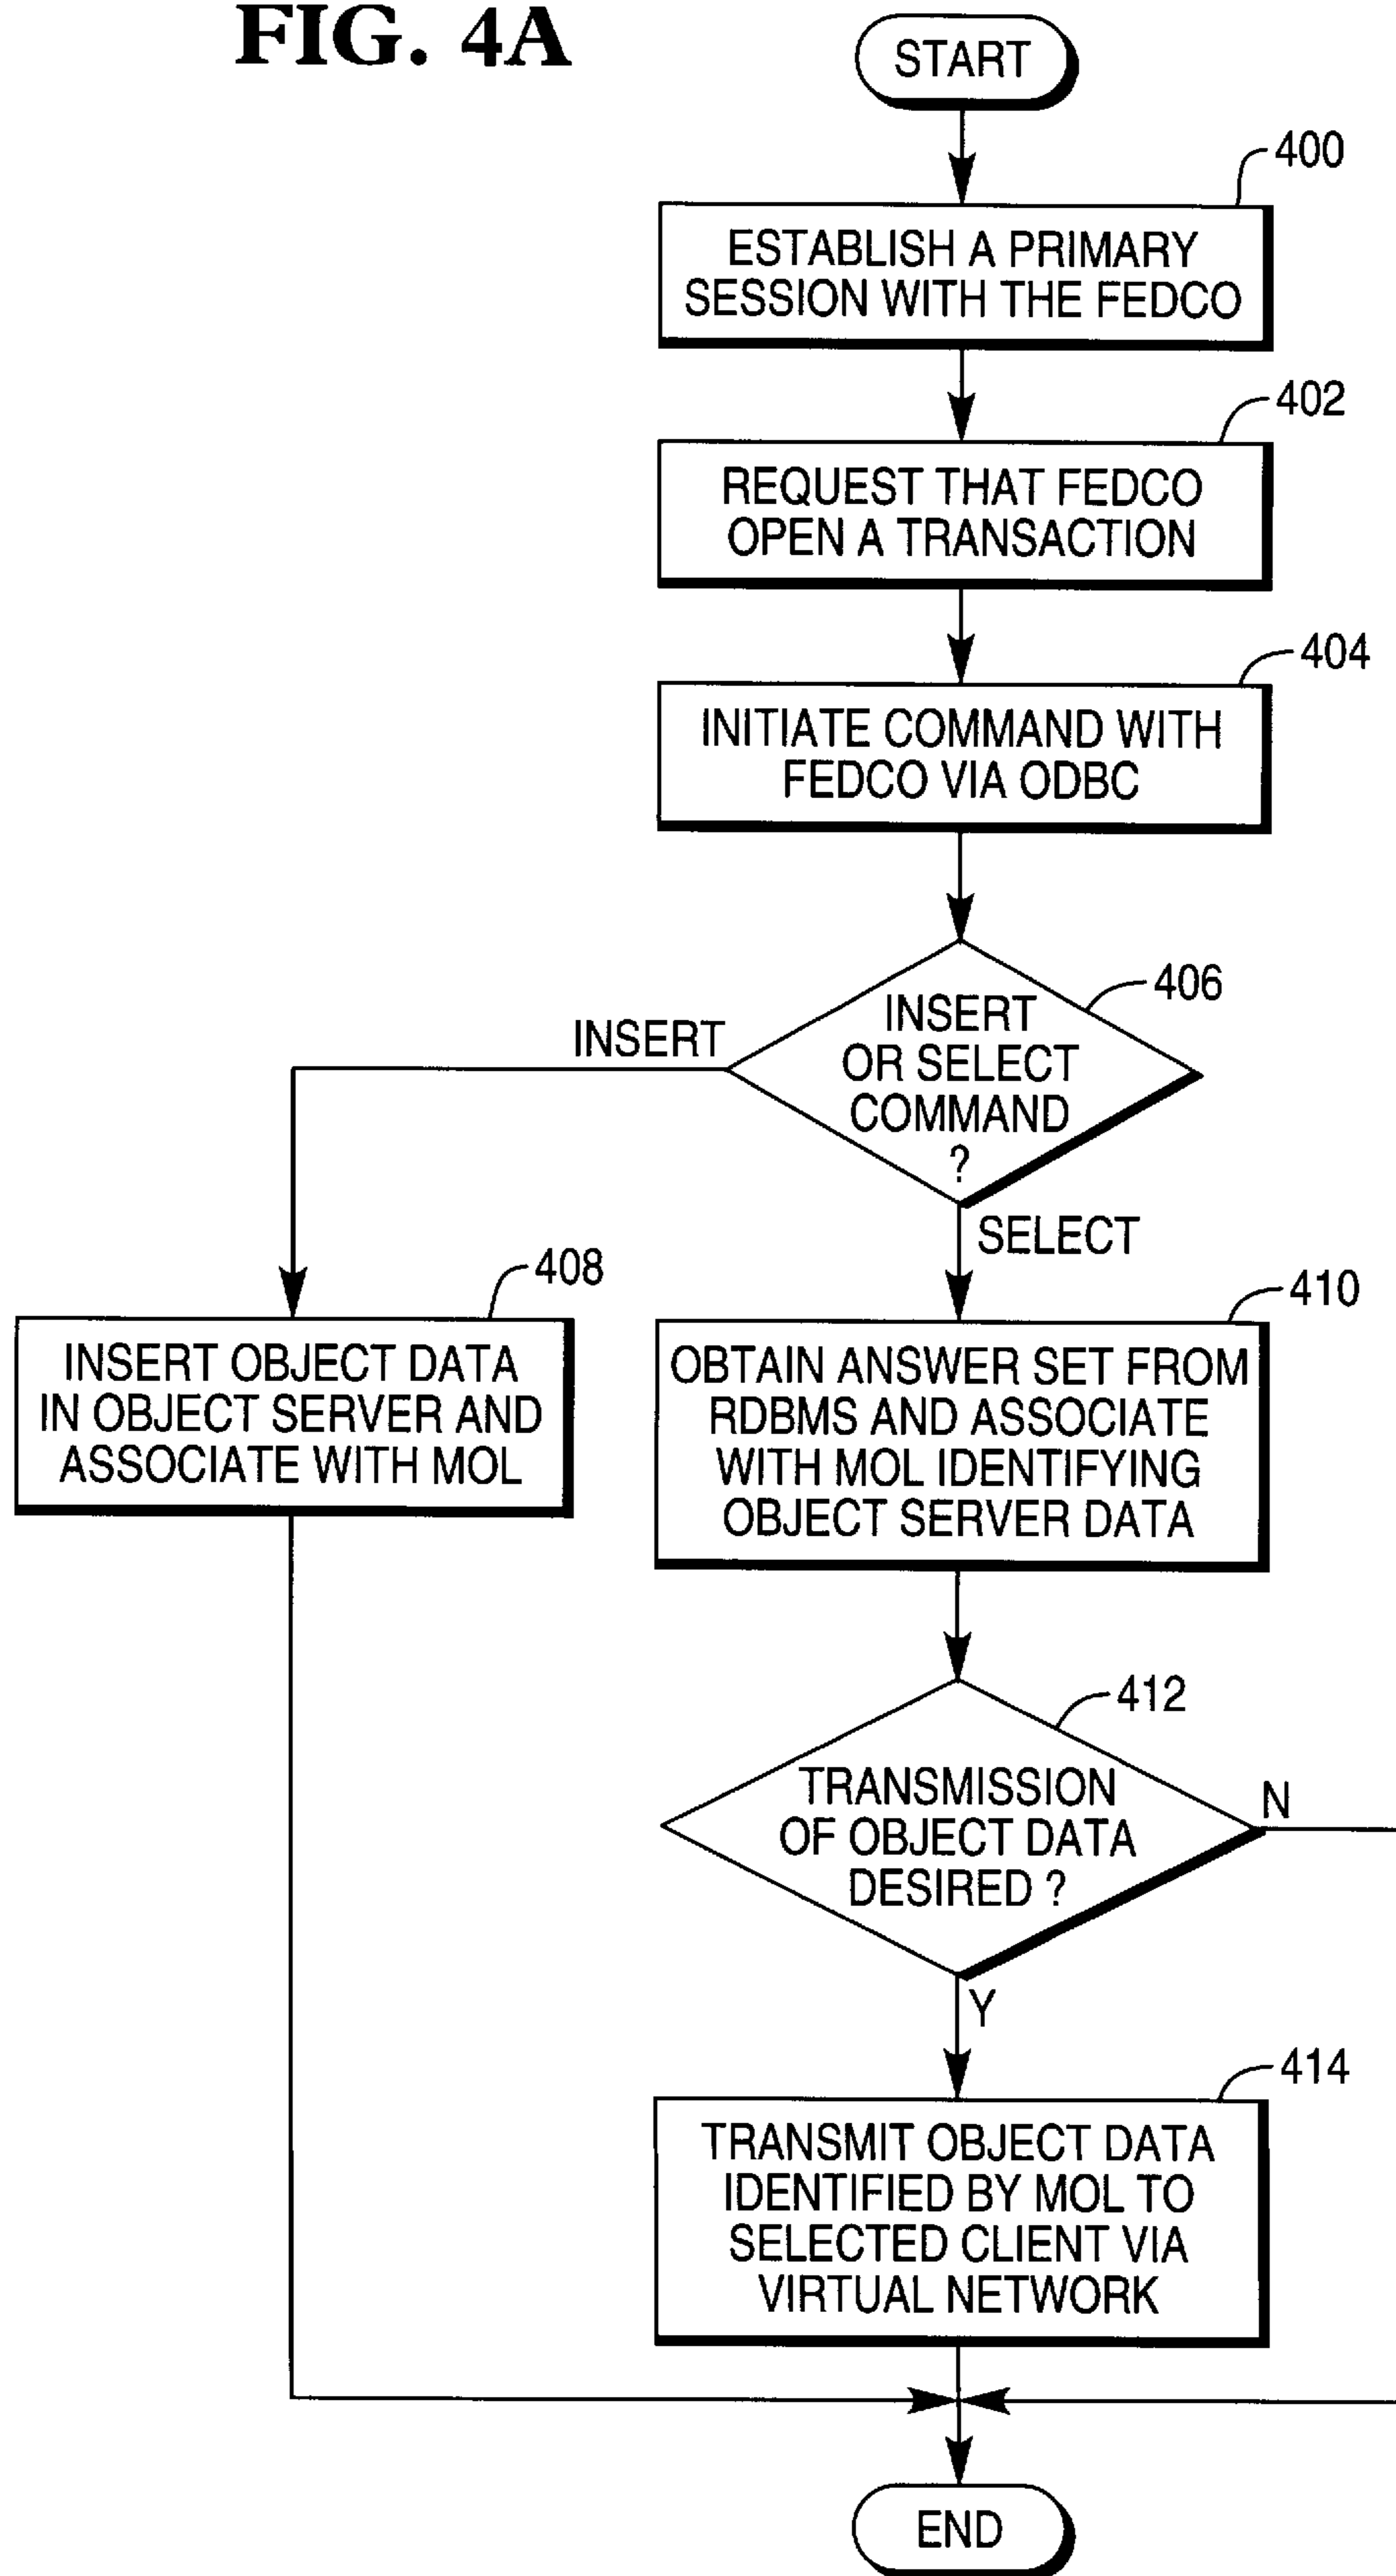 FIG. 4A
START
400
ESTABLISH A PRIMARY
SESSION WITH THE FEDCO
402
REQUEST THAT FEDCO
OPEN A TRANSACTION
404
INITIATE COMMAND WITH
FEDCO VIA ODBC
406
INSERT
OR SELECT
COMMAND
?
INSERT
SELECT
408
INSERT OBJECT DATA
IN OBJECT SERVER AND
ASSOCIATE WITH MOL
410
OBTAIN ANSWER SET FROM
RDBMS AND ASSOCIATE
WITH MOL IDENTIFYING
OBJECT SERVER DATA
412
TRANSMISSION
OF OBJECT DATA
DESIRED ?
N
Y
414
TRANSMIT OBJECT DATA
IDENTIFIED BY MOL TO
SELECTED CLIENT VIA
VIRTUAL NETWORK
END